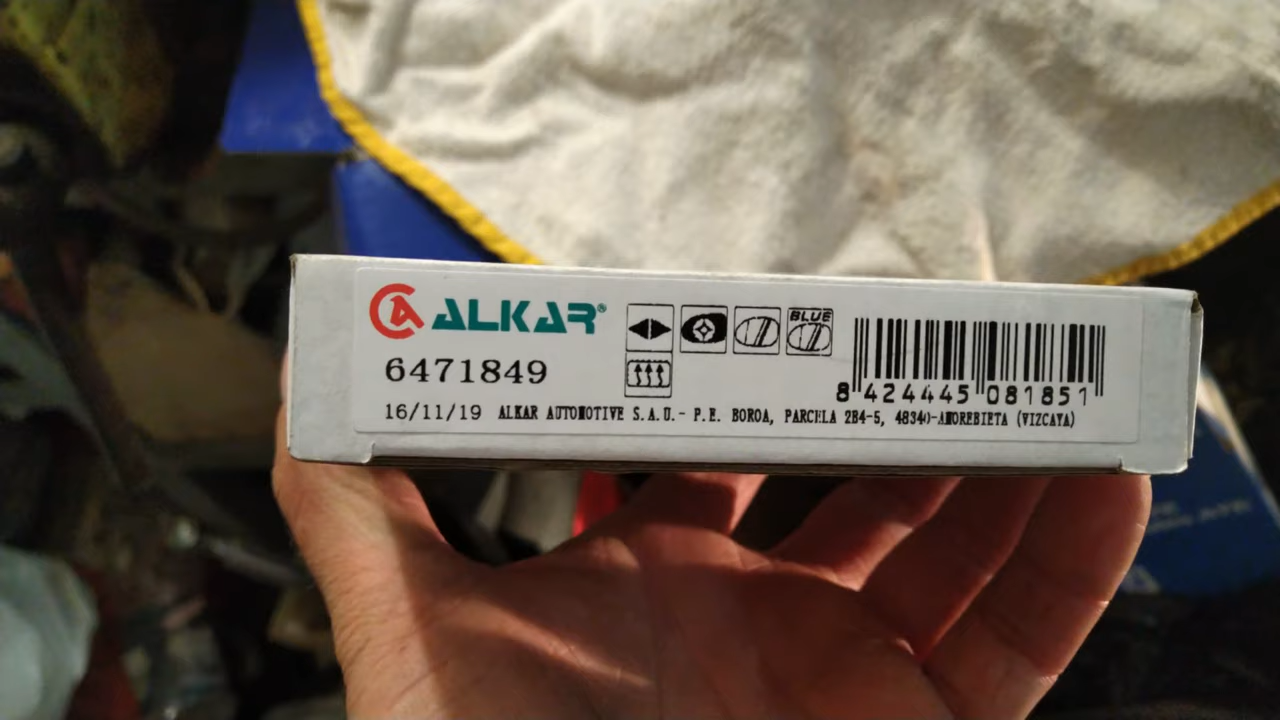 ALKAR®
6471849
BLUE
8 424445 081851
16/11/19 ALKAR AUTOMOTIVE S.A.U.- P.E. BOROA, PARCELA 2B4-5, 48340-AMOREBIETA (VIZCAYA)